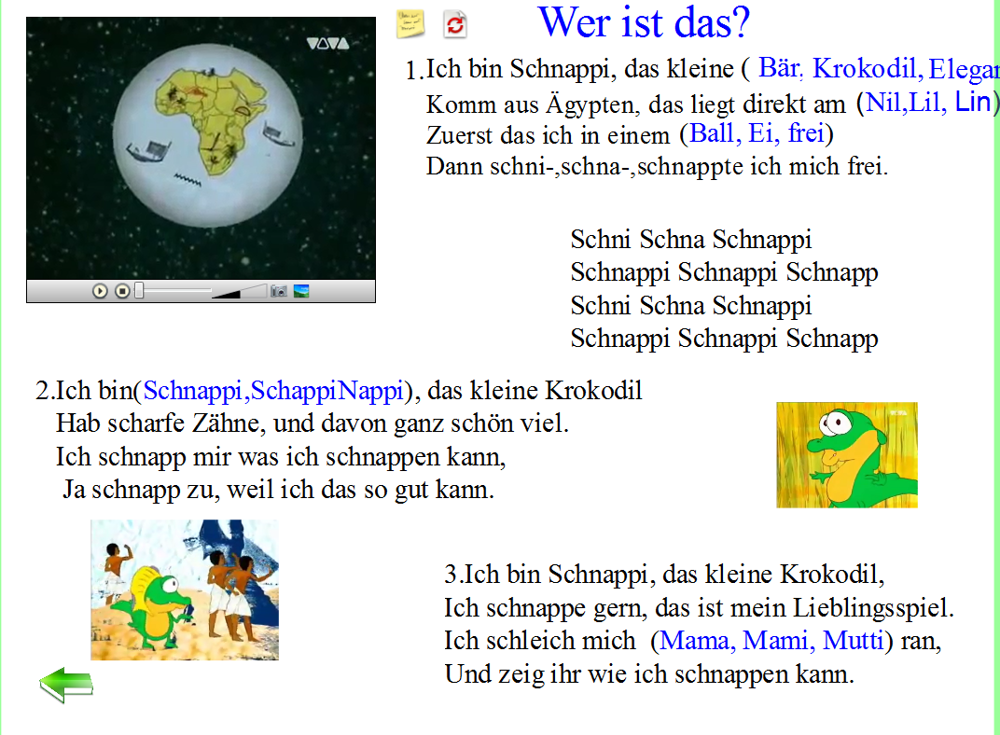 Wer ist das?
VIVA
1.Ich bin Schnappi, das kleine ( Bär, Krokodil, Elegan
Komm aus Ägypten, das liegt direkt am (Nil,Lil, Lin)
Zuerst das ich in einem (Ball, Ei, frei)
Dann schni-,schna-,schnappte ich mich frei.
Schni Schna Schnappi
Schnappi Schnappi Schnapp
Schni Schna Schnappi
Schnappi Schnappi Schnapp
2.Ich bin(Schnappi,SchappiNappi), das kleine Krokodil
Hab scharfe Zähne, und davon ganz schön viel.
Ich schnapp mir was ich schnappen kann,
Ja schnapp zu, weil ich das so gut kann.
3.Ich bin Schnappi, das kleine Krokodil,
Ich schnappe gern, das ist mein Lieblingsspiel.
Ich schleich mich (Mama, Mami, Mutti) ran,
Und zeig ihr wie ich schnappen kann.